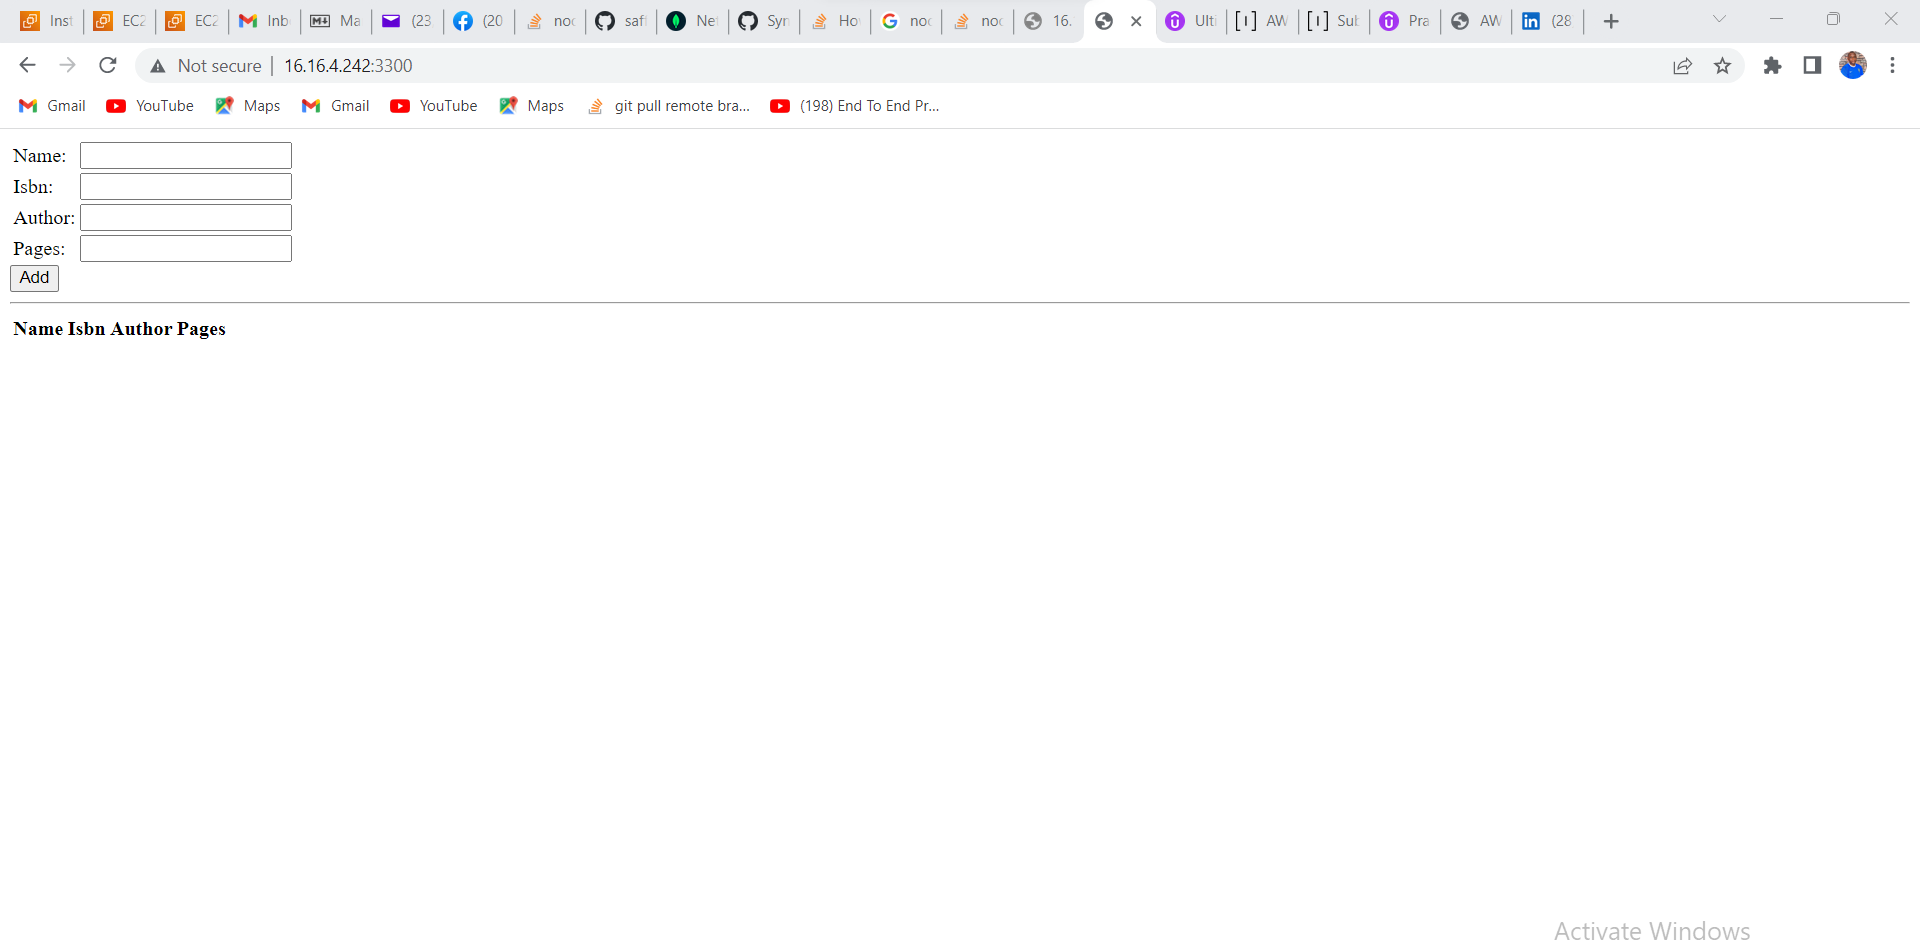 Inst EC2 EC2 Inb Ma (23 (20 noc saf Ne Syn Ho noc noc 16. Ulti AW Sub Pra AW (28
Not secure 16.16.4.242:3300
Gmail YouTube Maps Gmail YouTube Maps git pull remote bra... (198) End To End Pr...
Name:
Isbn:
Author:
Pages:
Add
Name Isbn Author Pages
Activate Windows